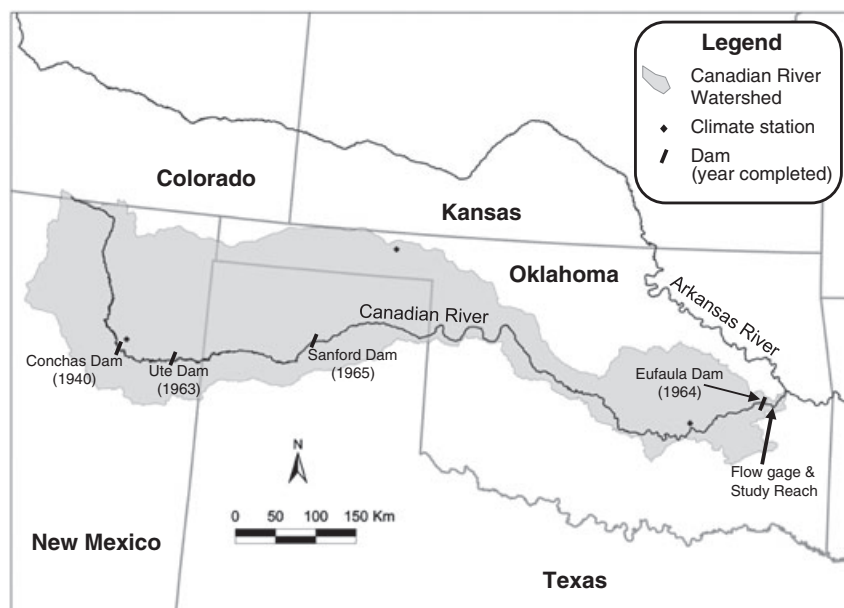 Legend
Canadian River
Watershed
Climate station
Dam
(year completed)
Colorado
Kansas
Oklahoma
Arkansas River
Canadian River
Conchas Dam
(1940)
Ute Dam
(1963)
Sanford Dam
(1965)
Eufaula Dam
(1964)
Flow gage &
Study Reach
N
0 50 100 150 Km
New Mexico
Texas